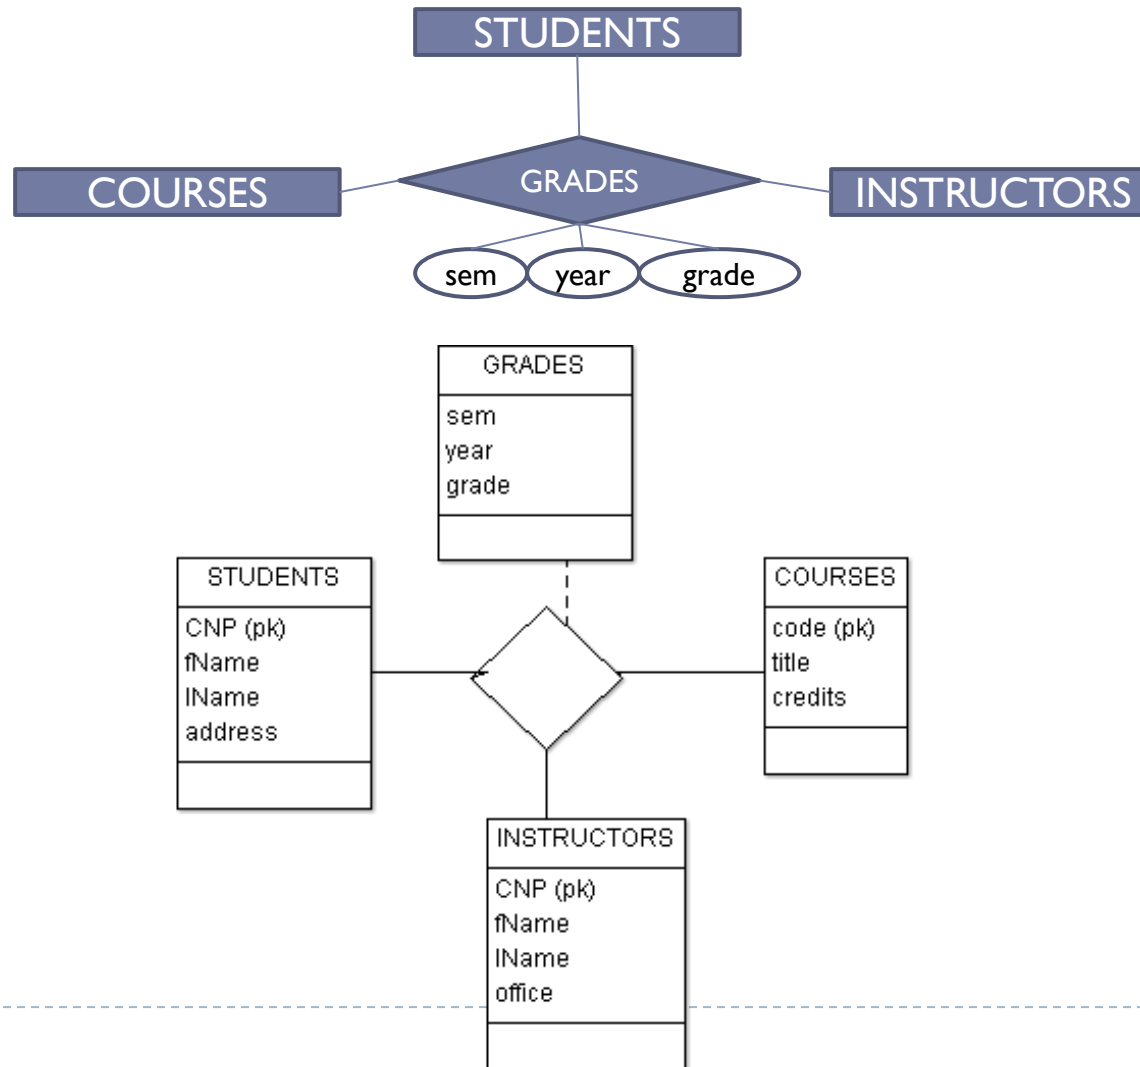 STUDENTS
COURSES
GRADES
INSTRUCTORS
sem
year
grade
GRADES
sem
year
grade
STUDENTS
CNP (pk)
fName
lName
address
COURSES
code (pk)
title
credits
INSTRUCTORS
CNP (pk)
fName
lName
office